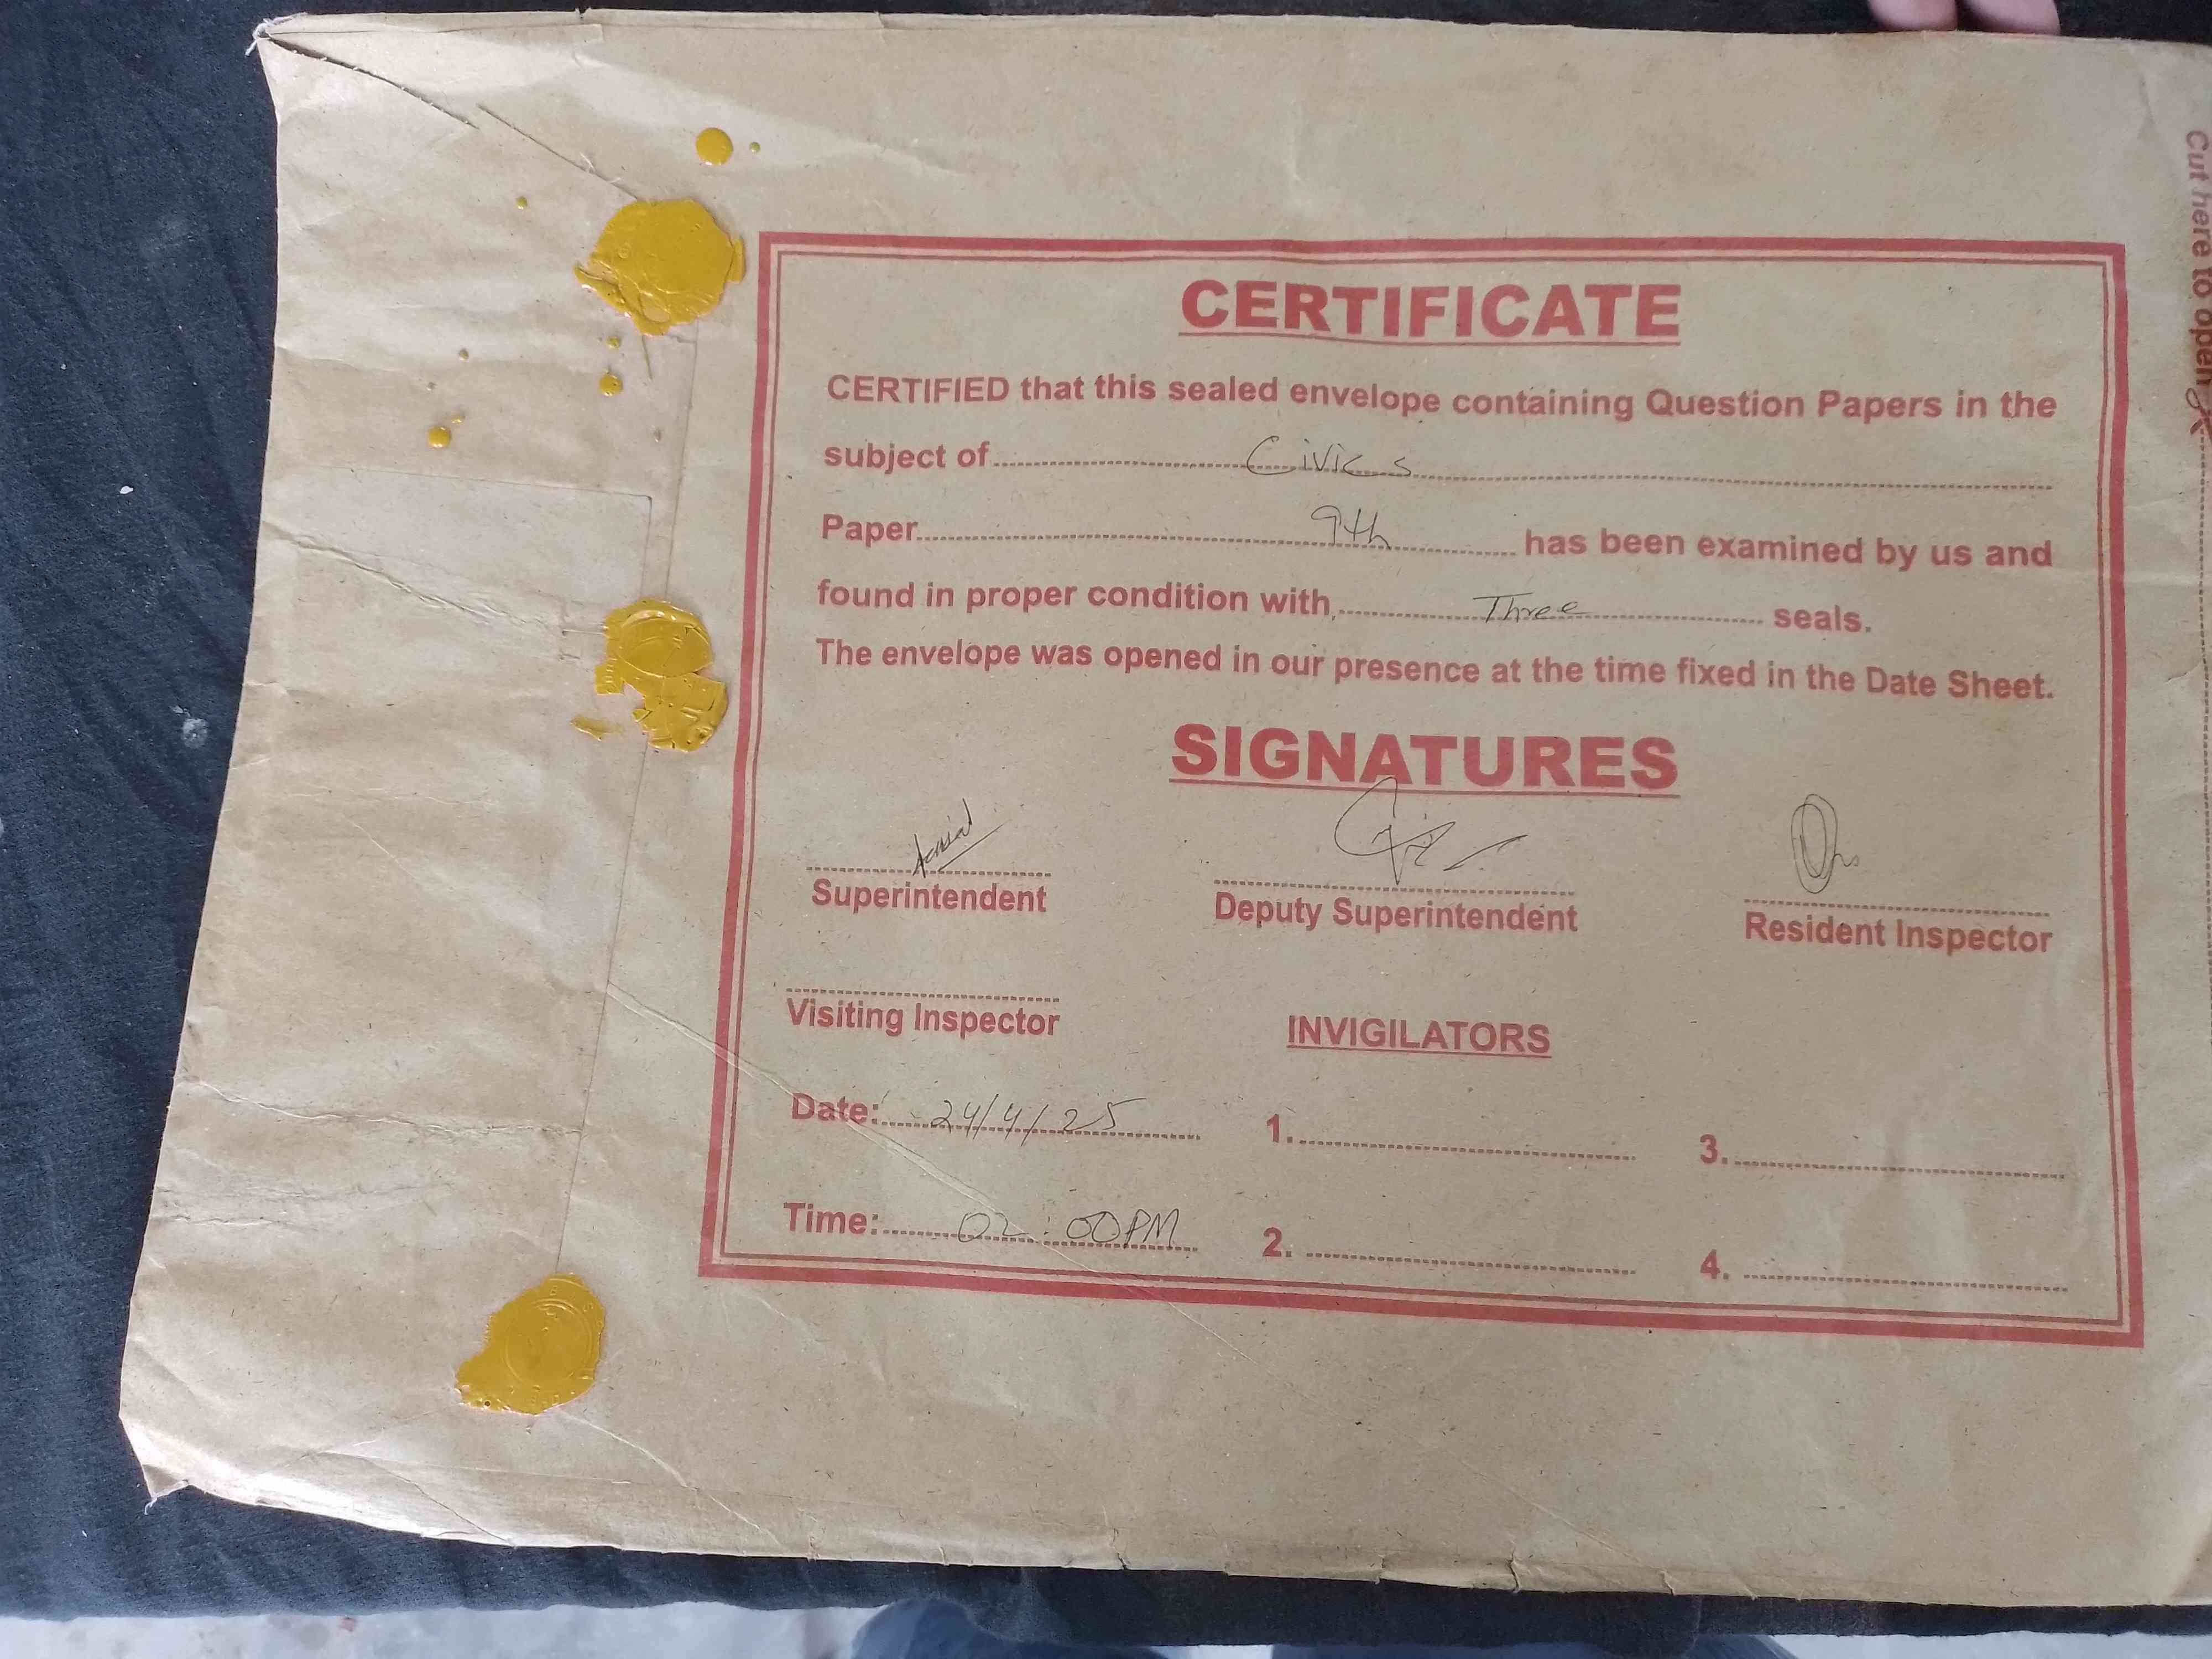 CERTIFICATE
CERTIFIED that this sealed envelope containing Question Papers in the
subject of Civics
Paper 9th has been examined by us and
found in proper condition with, Three seals.
The envelope was opened in our presence at the time fixed in the Date Sheet.
SIGNATURES
Superintendent Deputy Superintendent Resident Inspector
Visiting Inspector
INVIGILATORS
Date: 24/4/25 1. 3.
Time: 02:00PM 2. 4.
Cut here to open